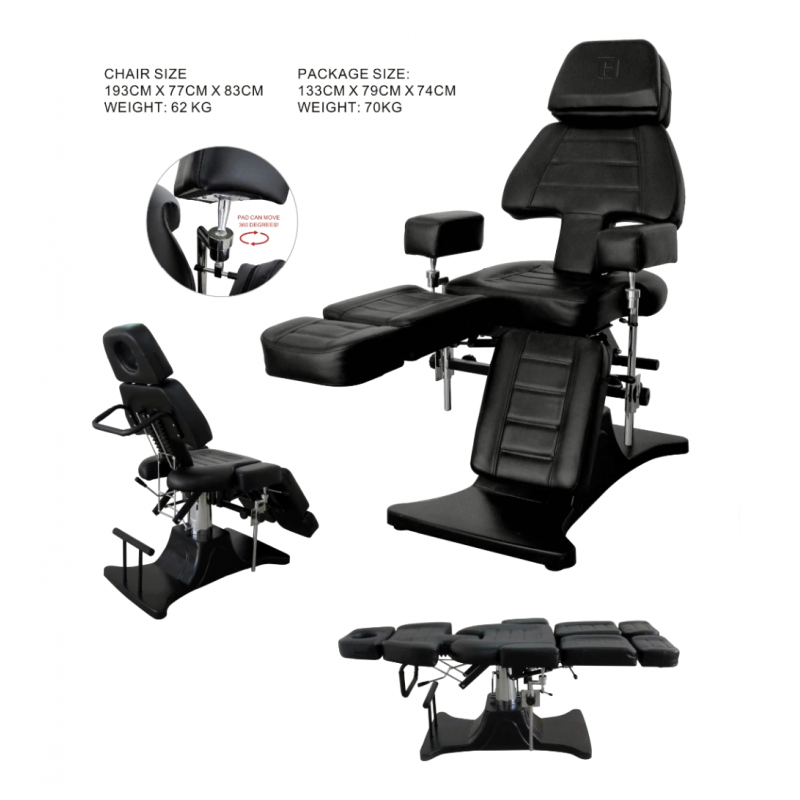 CHAIR SIZE
193CM X 77CM X 83CM
WEIGHT: 62 KG
PACKAGE SIZE:
133CM X 79CM X 74CM
WEIGHT: 70KG
PAD CAN MOVE
360 DEGREES!